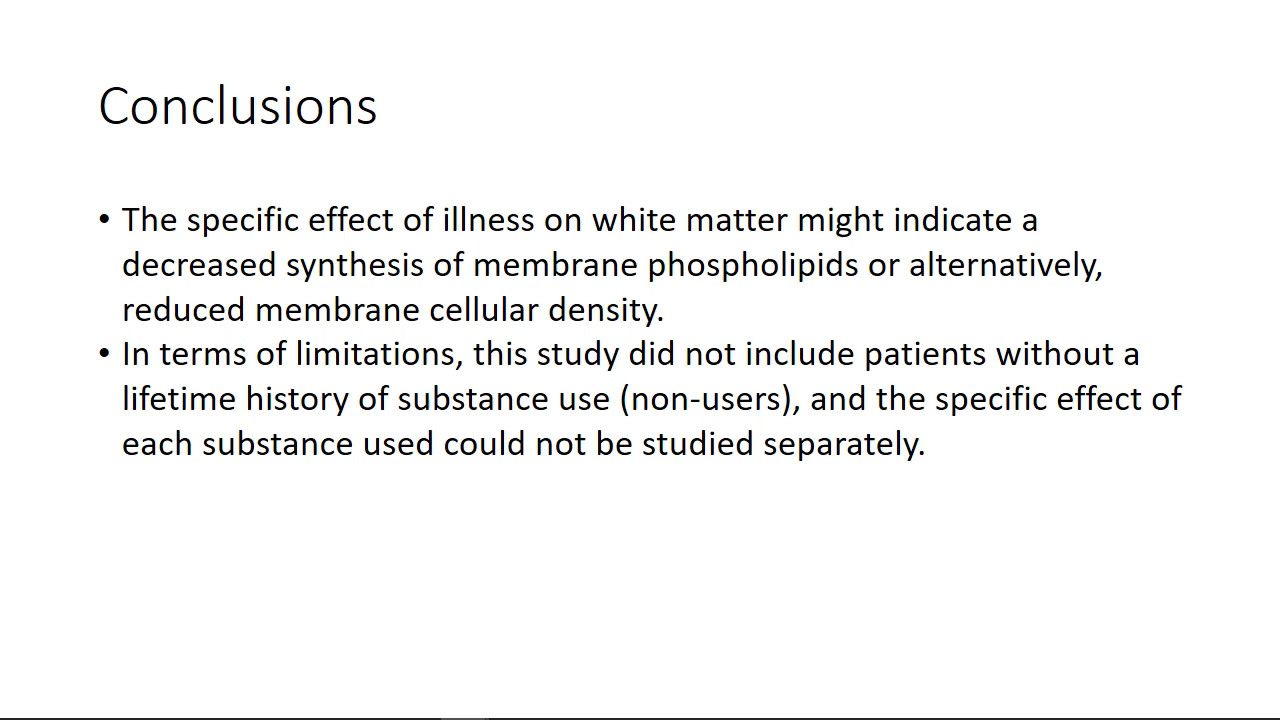 Conclusions
• The specific effect of illness on white matter might indicate a
decreased synthesis of membrane phospholipids or alternatively,
reduced membrane cellular density.
• In terms of limitations, this study did not include patients without a
lifetime history of substance use (non-users), and the specific effect of
each substance used could not be studied separately.